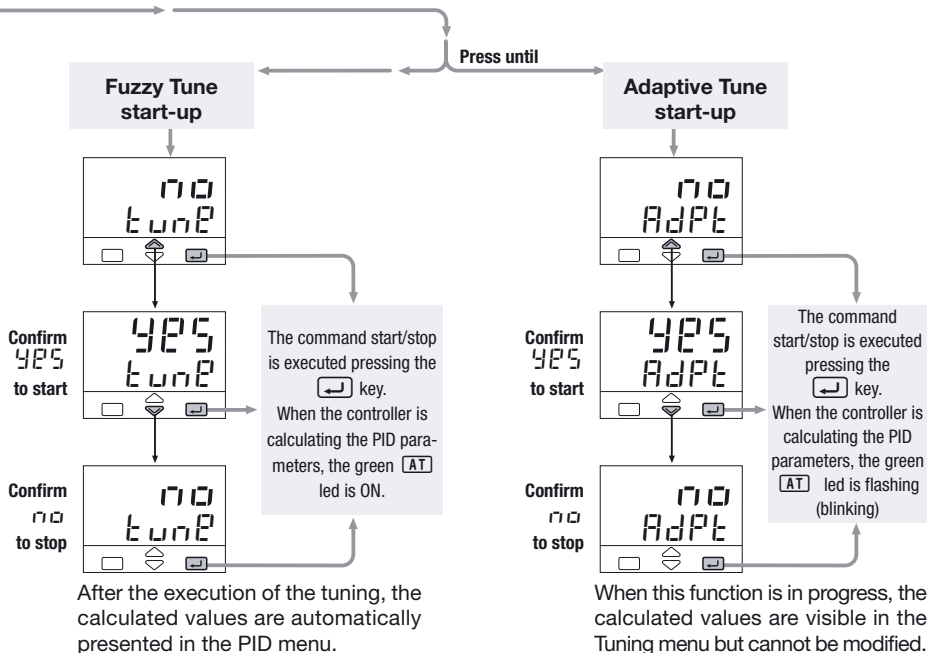 Press until
Fuzzy Tune
start-up
no
tunE
Confirm
YES
to start
YES
tunE
Confirm
no
to stop
no
tunE
The command start/stop
is executed pressing the
key.
When the controller is
calculating the PID para-
meters, the green AT
led is ON.
After the execution of the tuning, the
calculated values are automatically
presented in the PID menu.
Adaptive Tune
start-up
no
AdPt
Confirm
YES
to start
YES
AdPt
Confirm
no
to stop
no
AdPt
The command
start/stop is executed
pressing the
key.
When the controller is
calculating the PID
parameters, the green
AT led is flashing
(blinking)
When this function is in progress, the
calculated values are visible in the
Tuning menu but cannot be modified.